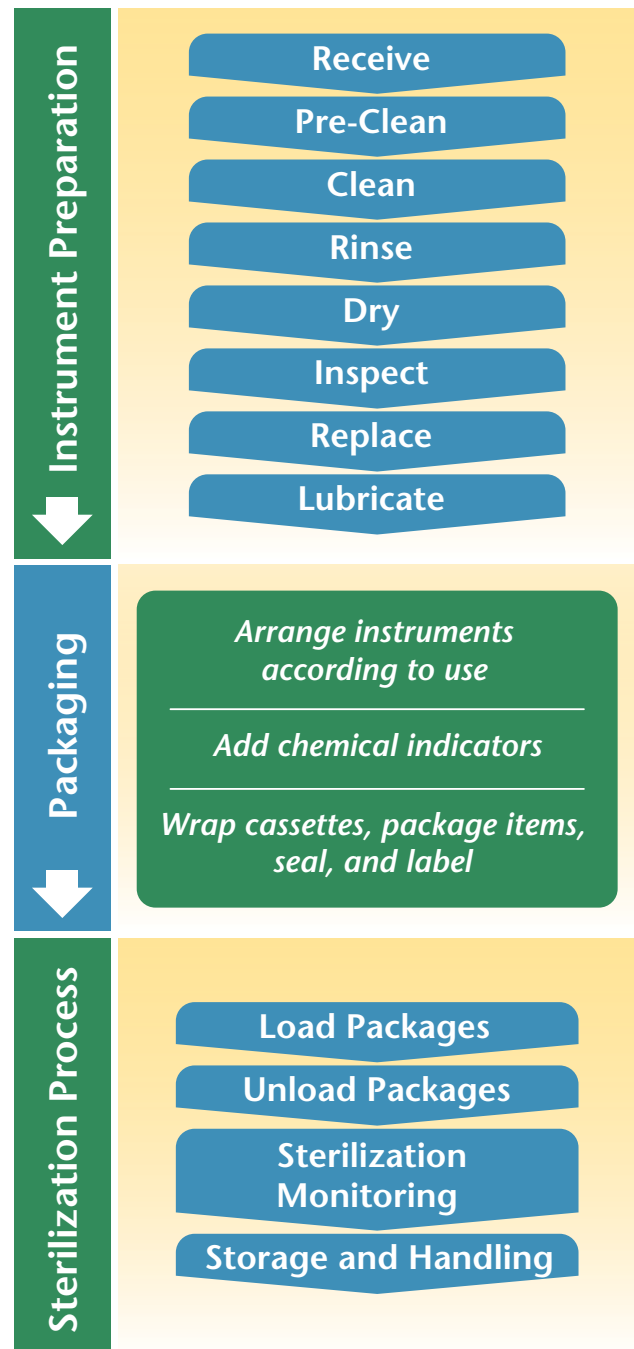 Instrument Preparation
Receive
Pre-Clean
Clean
Rinse
Dry
Inspect
Replace
Lubricate
Packaging
Arrange instruments
according to use
Add chemical indicators
Wrap cassettes, package items,
seal, and label
Sterilization Process
Load Packages
Unload Packages
Sterilization
Monitoring
Storage and Handling